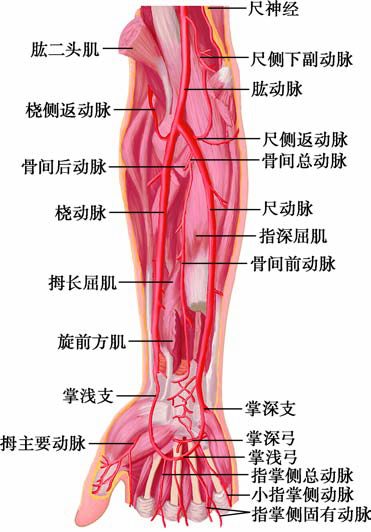 尺神经
肱二头肌
尺侧下副动脉
肱动脉
桡侧返动脉
尺侧返动脉
骨间后动脉
骨间总动脉
桡动脉
尺动脉
指深屈肌
骨间前动脉
拇长屈肌
旋前方肌
掌浅支
掌深支
拇主要动脉
掌深弓
掌浅弓
指掌侧总动脉
小指掌侧动脉
指掌侧固有动脉